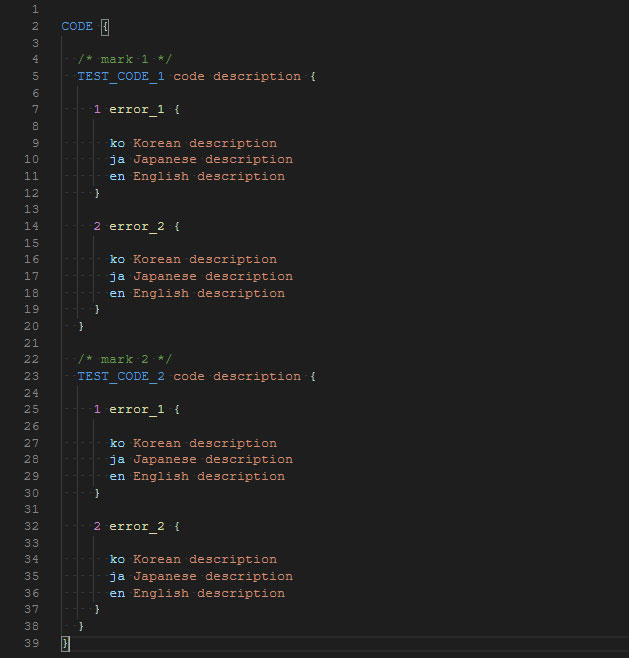 1
2 CODE {
3
4 /* mark 1 */
5 TEST_CODE_1 code description {
6
7 1 error_1 {
8
9 ko Korean description
10 ja Japanese description
11 en English description
12 }
13
14 2 error_2 {
15
16 ko Korean description
17 ja Japanese description
18 en English description
19 }
20 }
21
22 /* mark 2 */
23 TEST_CODE_2 code description {
24
25 1 error_1 {
26
27 ko Korean description
28 ja Japanese description
29 en English description
30 }
31
32 2 error_2 {
33
34 ko Korean description
35 ja Japanese description
36 en English description
37 }
38 }
39 }